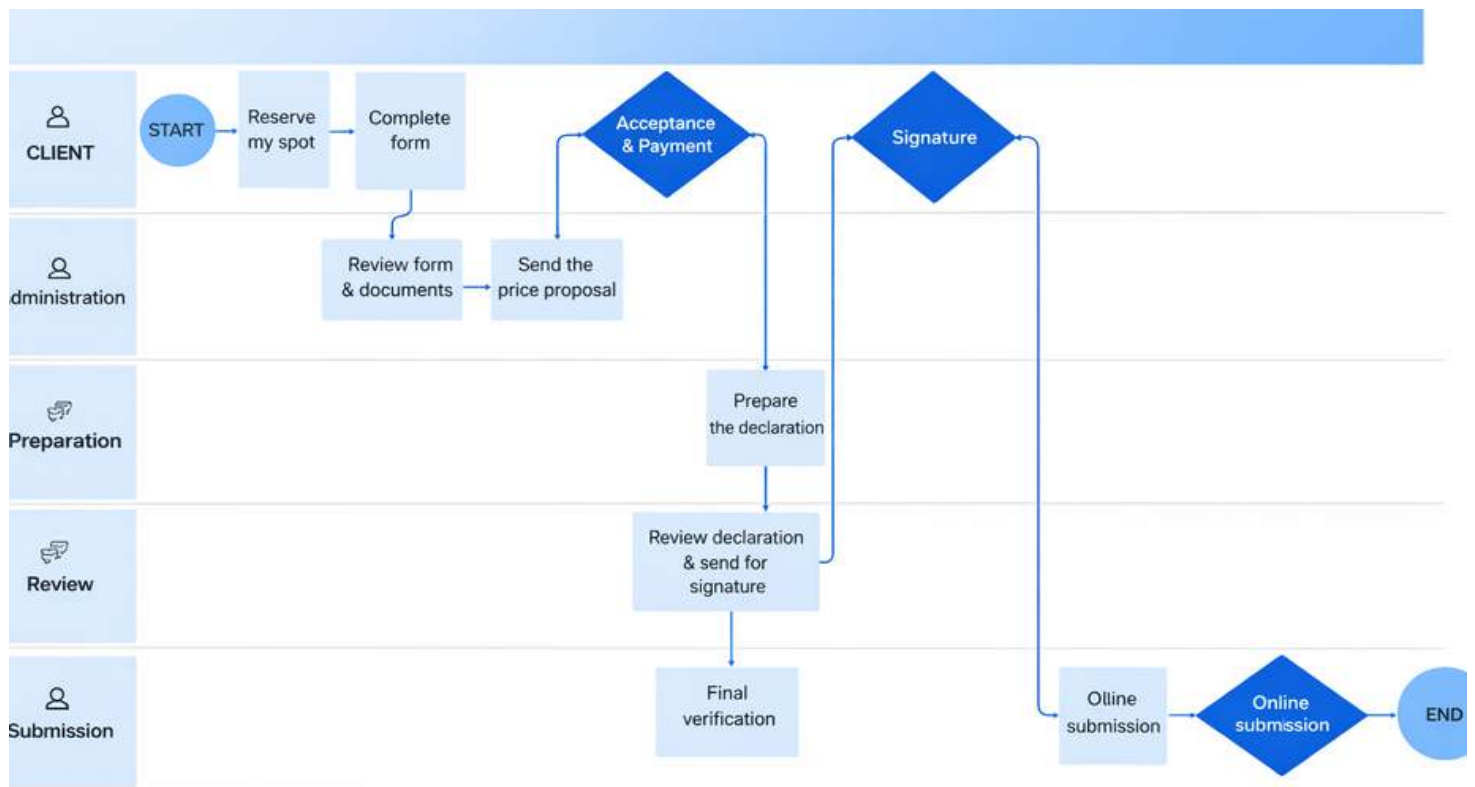 CLIENT
START
Reserve
my spot
Complete
form
Acceptance
& Payment
Signature
dministration
Review form
& documents
Send the
price proposal
Preparation
Prepare
the declaration
Review
Review declaration
& send for
signature
Submission
Final
verification
Olline
submission
Online
submission
END